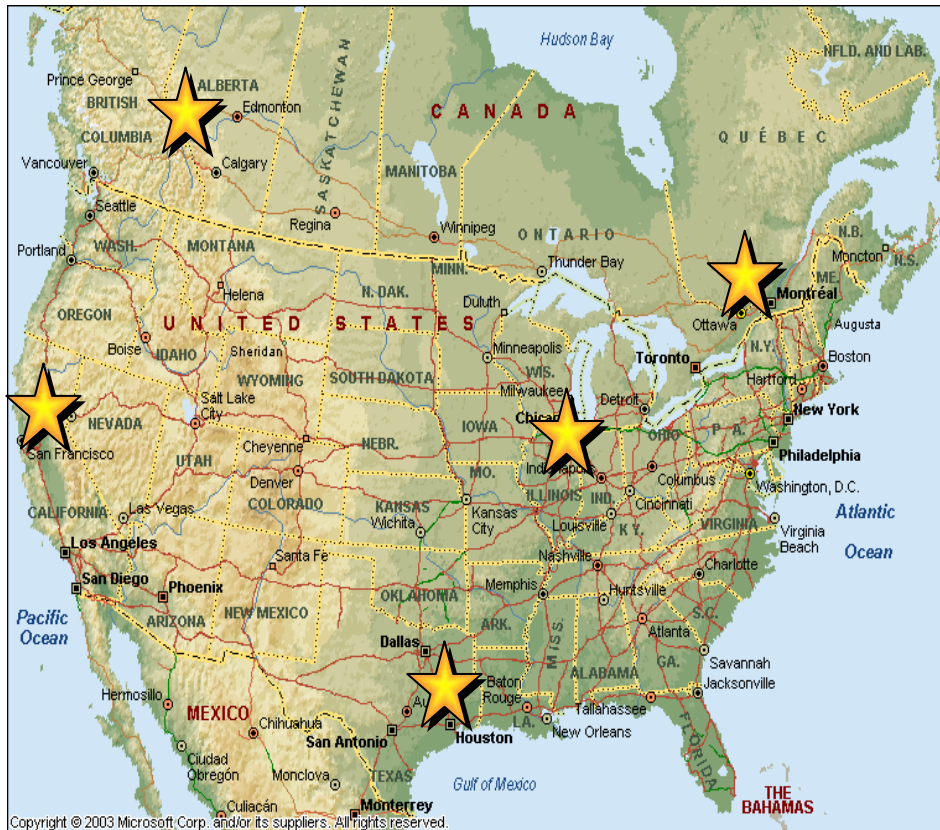 Hudson Bay
NFLD. AND LAB.
Prince George
ALBERTA
BRITISH
COLUMBIA
Edmonton
SASKATCHEWAN
CANADA
QUÉBEC
Vancouver
Calgary
MANITOBA
Seattle
Regina
Winnipeg
ONTARIO
N.B.
Moncton
N.S.
Portland
WASH.
MONTANA
MINN.
Thunder Bay
ME.
Helena
N. DAK.
Duluth
Montréal
OREGON
UNITED STATES
Ottawa
Augusta
Boise
IDAHO
Sheridan
Minneapolis
Toronto
N.Y.
Boston
WYOMING
SOUTH DAKOTA
WIS.
Milwaukee
Hartford
Salt Lake
City
Detroit
New York
NEVADA
IOWA
OHIO
PA.
Cheyenne
NEBR.
San Francisco
UTAH
Denver
MO.
Columbus
Philadelphia
Washington, D.C.
COLORADO
KANSAS
Kansas
City
ILLINOIS
IND.
Cincinnati
CALIFORNIA
Las Vegas
Wichita
Louisville
KY.
VIRGINIA
Virginia
Beach
Atlantic
Ocean
Los Angeles
Santa Fe
Nashville
Charlotte
San Diego
Phoenix
OKLAHOMA
Memphis
Huntsville
Pacific
Ocean
ARIZONA
NEW MEXICO
ARK.
MISS.
S.C.
Atlanta
Dallas
ALABAMA
GA.
Savannah
Hermosillo
Baton
Rouge
Jacksonville
MEXICO
Chihuahua
San Antonio
Houston
LA.
New Orleans
Tallahassee
FLORIDA
Ciudad
Obregón
Monclova
TEXAS
Gulf of Mexico
THE
BAHAMAS
Culiacán
Monterrey
Copyright © 2003 Microsoft Corp. and/or its suppliers. All rights reserved.